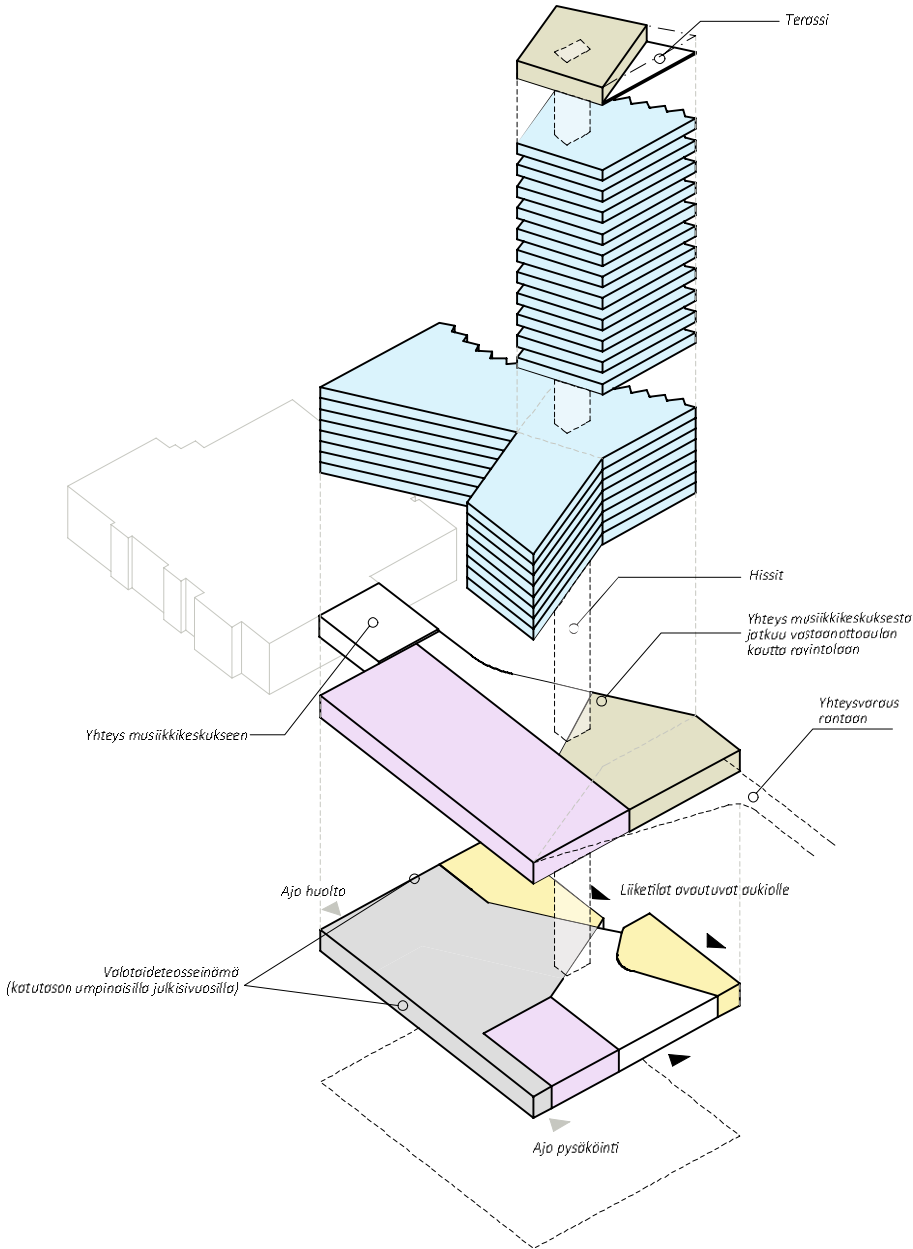 Terassi
Hissit
Yhteys musiikkikeskuksesta
jatkuu vastaanottoaulan
kautta ravintolaan
Yhteysvaraus
rantaan
Yhteys musiikkikeskukseen
Ajo huolto
Liiketilat avautuvat aukiolle
Valotaideteosseinämä
(katutason umpinaisilla julkisivuosilla)
Ajo pysäköinti